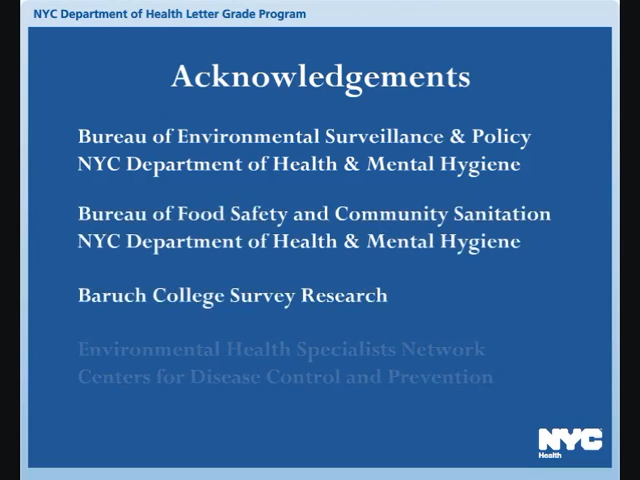 NYC Department of Health Letter Grade Program
Acknowledgements
Bureau of Environmental Surveillance & Policy
NYC Department of Health & Mental Hygiene
Bureau of Food Safety and Community Sanitation
NYC Department of Health & Mental Hygiene
Baruch College Survey Research
Environmental Health Specialists Network
Centers for Disease Control and Prevention
NYC
Health